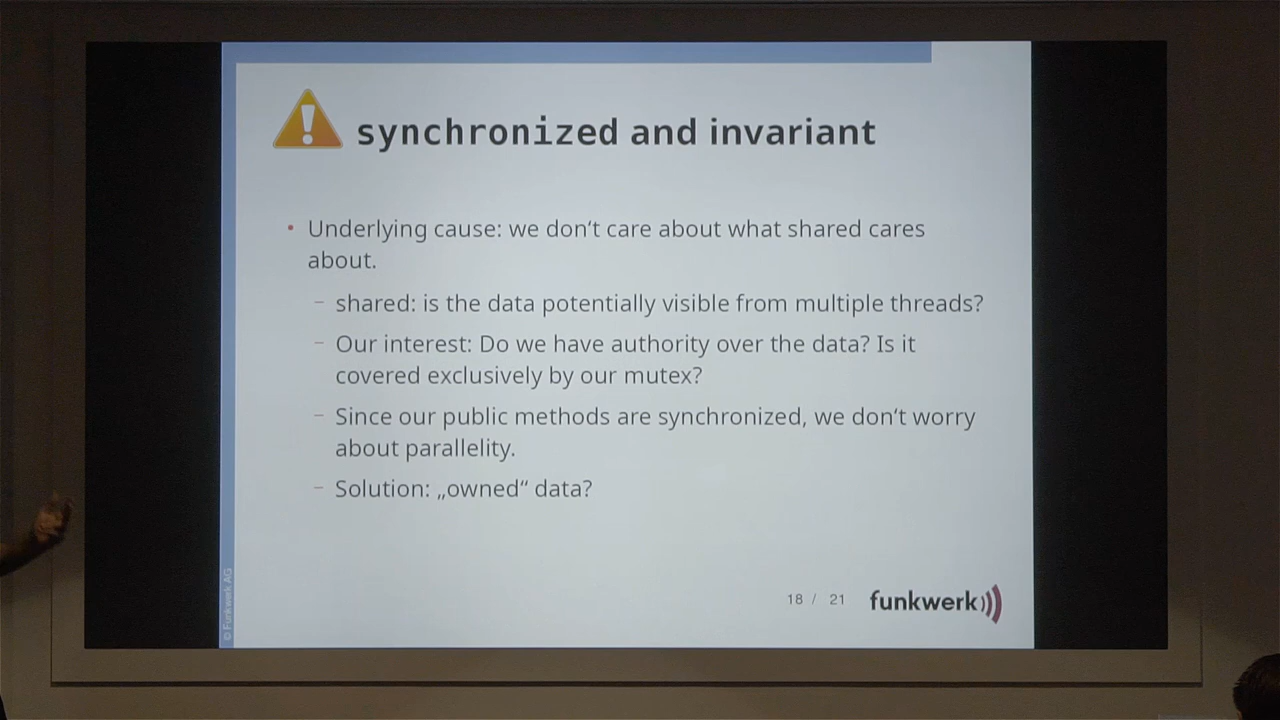 synchronized and invariant
Underlying cause: we don‘t care about what shared cares
about.
shared: is the data potentially visible from multiple threads?
Our interest: Do we have authority over the data? Is it
covered exclusively by our mutex?
Since our public methods are synchronized, we don‘t worry
about parallelity.
Solution: „owned“ data?
18 / 21
funkwerk
© Funkwerk AG